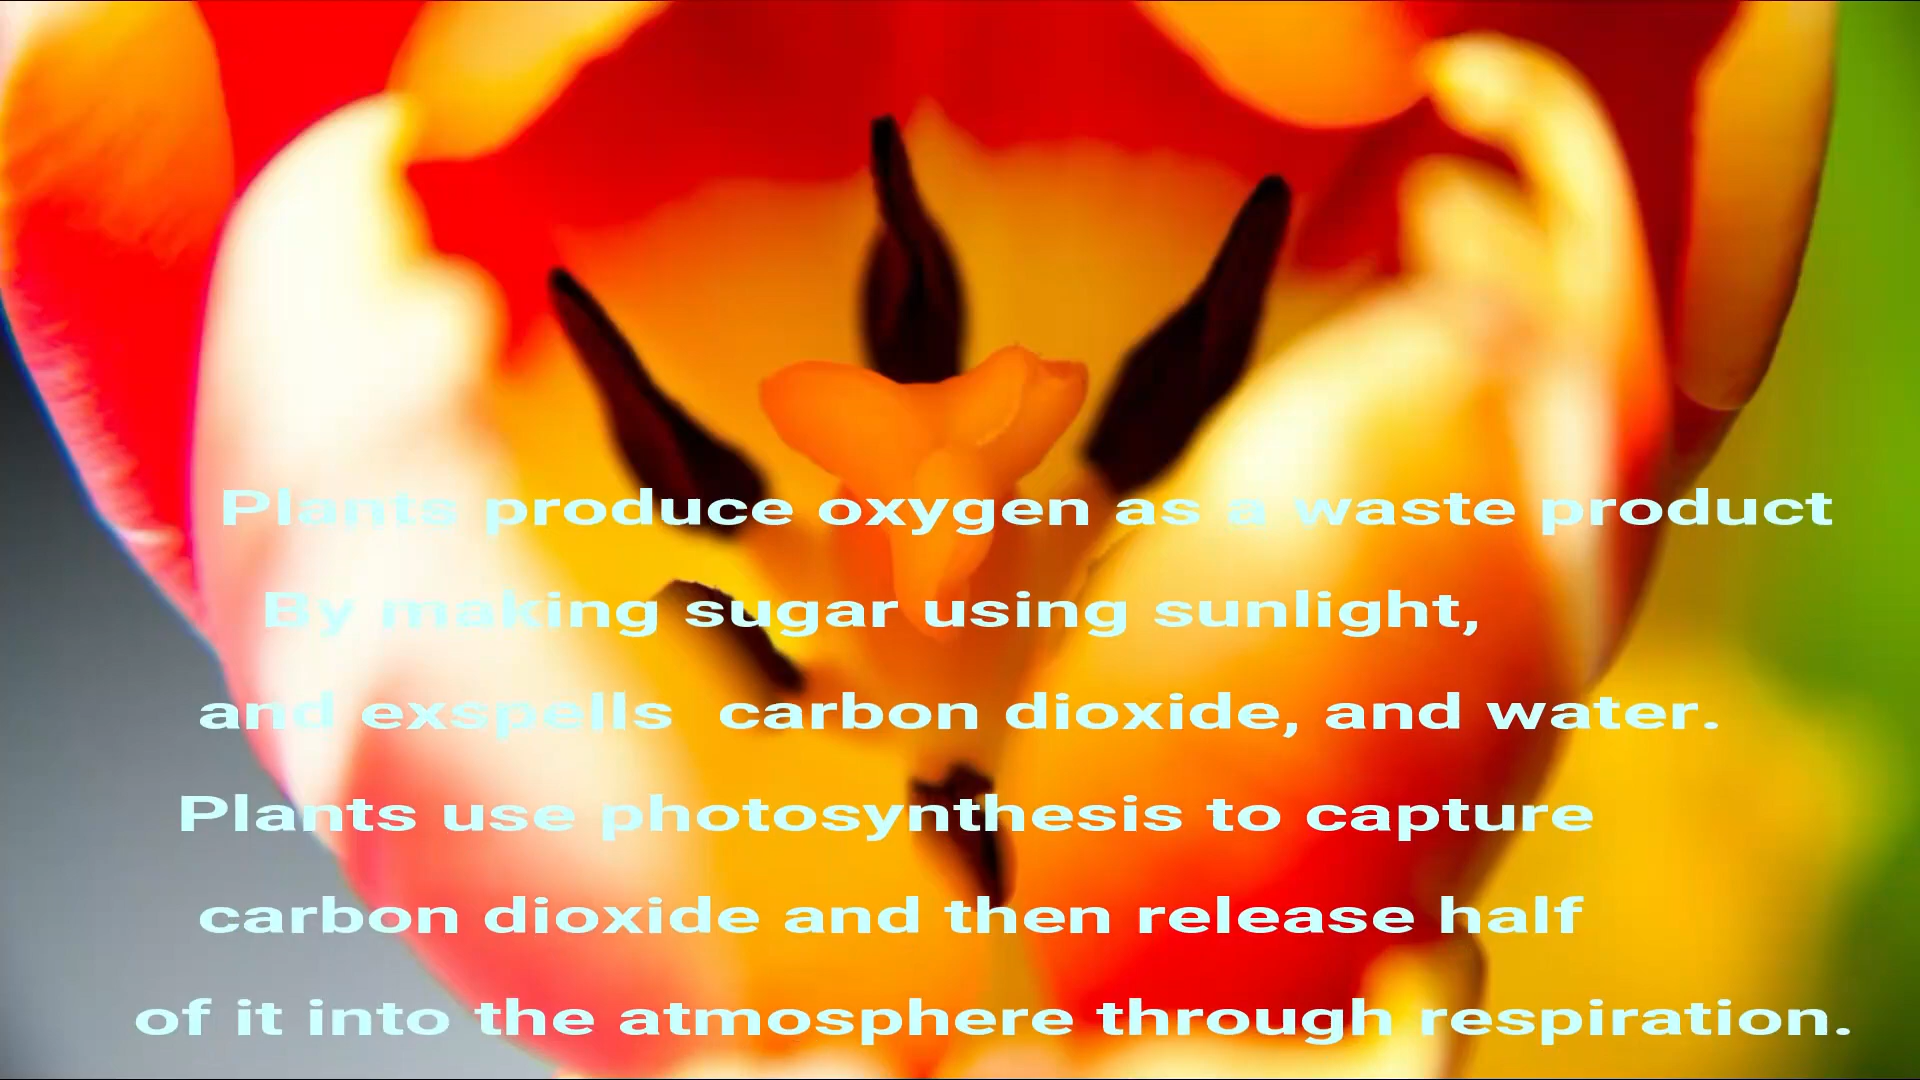 Plants produce oxygen as a waste product
By making sugar using sunlight,
and exspells carbon dioxide, and water.
Plants use photosynthesis to capture
carbon dioxide and then release half
of it into the atmosphere through respiration.